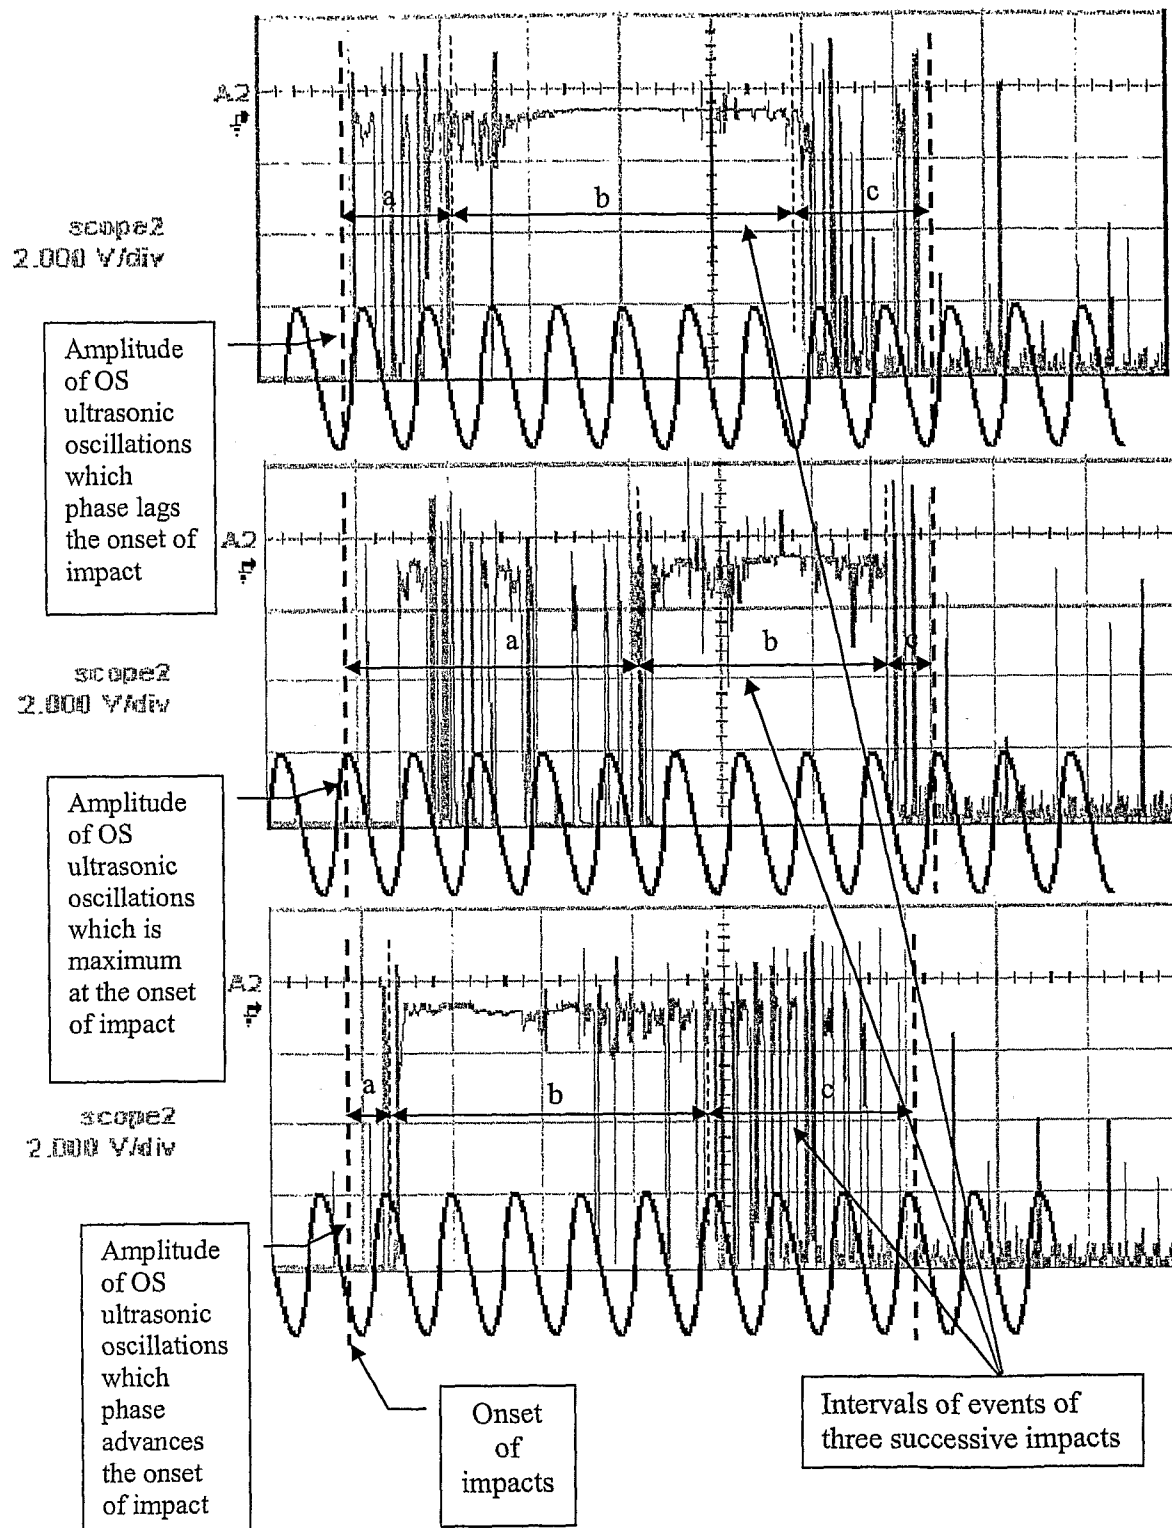 A2
a
b
c
scope2
2.000 V/div
Amplitude
of OS
ultrasonic
oscillations
which
phase lags
the onset of
impact
A2
a
b
c
scope2
2.000 V/div
Amplitude
of OS
ultrasonic
oscillations
which is
maximum
at the onset
of impact
A2
a
b
c
scope2
2.000 V/div
Amplitude
of OS
ultrasonic
oscillations
which
phase
advances
the onset
of impact
Onset
of
impacts
Intervals of events of
three successive impacts